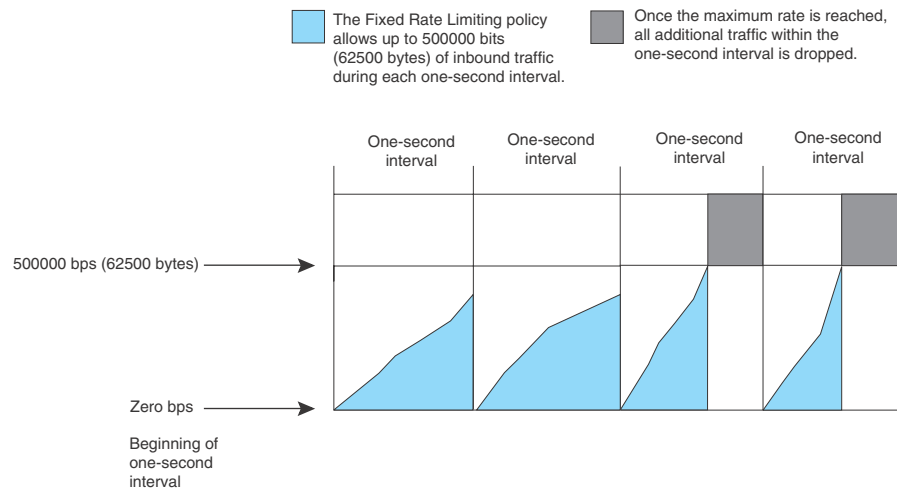 The Fixed Rate Limiting policy
allows up to 500000 bits
(62500 bytes) of inbound traffic
during each one-second interval.
Once the maximum rate is reached,
all additional traffic within the
one-second interval is dropped.
One-second
interval
One-second
interval
One-second
interval
One-second
interval
500000 bps (62500 bytes)
Zero bps
Beginning of
one-second
interval